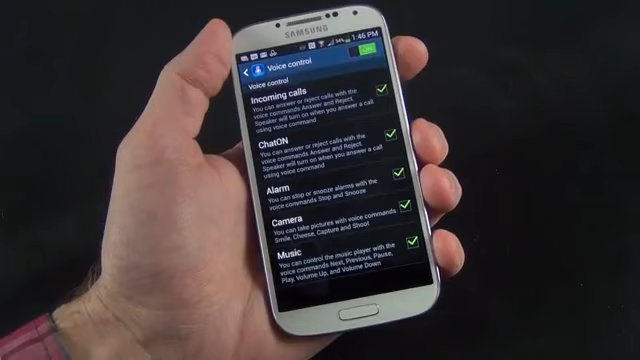 SAMSUNG
1:46 PM
Voice control
ON
Voice control
Incoming calls
You can answer or reject calls with the
voice commands Answer and Reject.
Speaker will turn on when you answer a call
using voice command
ChatON
You can answer or reject calls with the
voice commands Answer and Reject.
Speaker will turn on when you answer a call
using voice command
Alarm
You can stop or snooze alarms with the
voice commands Stop and Snooze
Camera
You can take pictures with voice commands
Smile, Cheese, Capture and Shoot
Music
You can control the music player with the
voice commands Next, Previous, Pause,
Play, Volume Up, and Volume Down